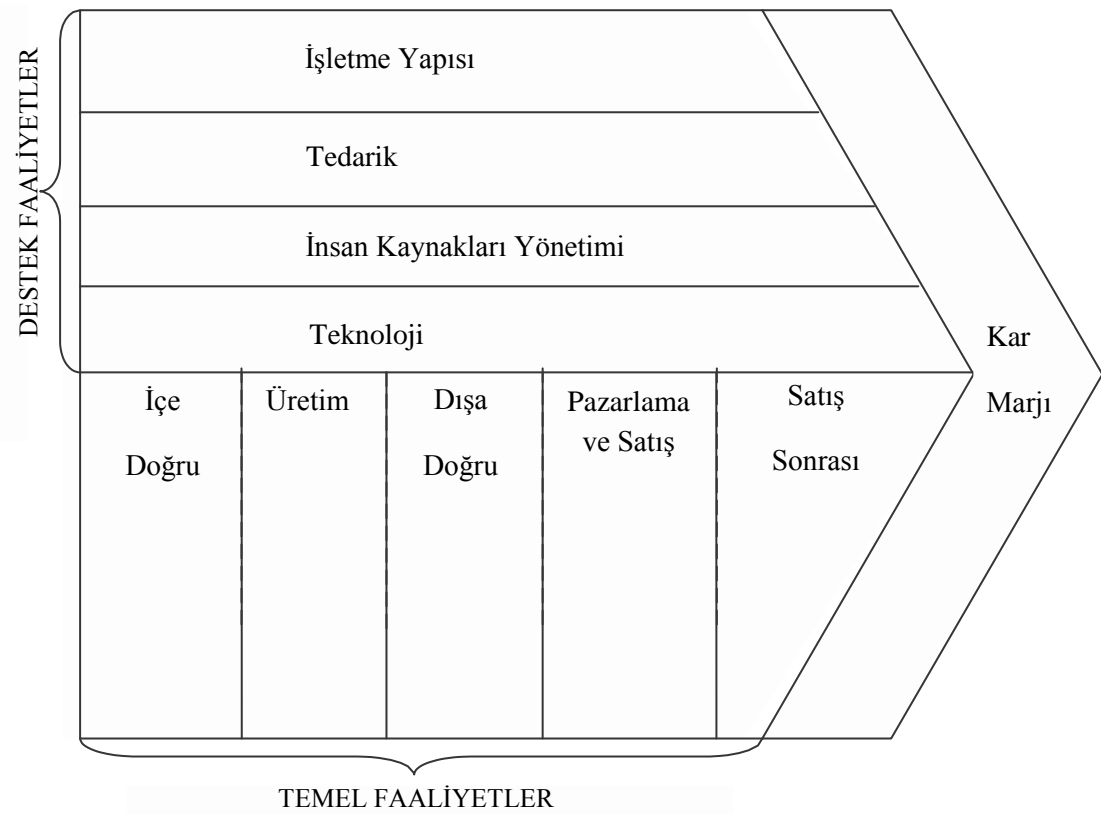 DESTEK FAALİYETLER
İşletme Yapısı
Tedarik
İnsan Kaynakları Yönetimi
Teknoloji
Kar
Marjı
İçe
Doğru
Üretim
Dışa
Doğru
Pazarlama
ve Satış
Satış
Sonrası
TEMEL FAALİYETLER